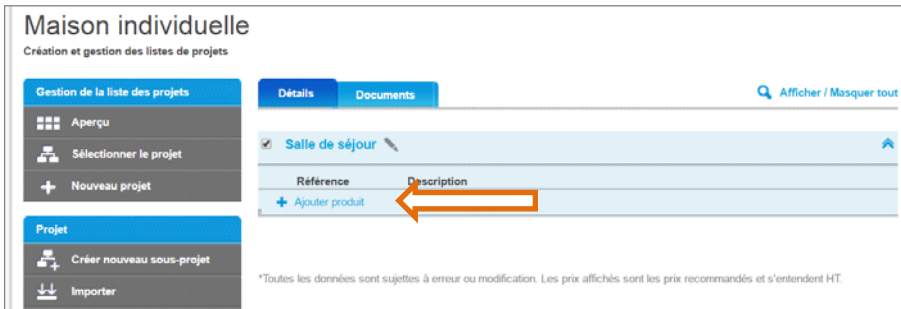 Maison individuelle
Création et gestion des listes de projets
Gestion de la liste des projets
Aperçu
Sélectionner le projet
Nouveau projet
Projet
Créer nouveau sous-projet
Importer
Détails Documents Afficher / Masquer tout
Salle de séjour
Référence Description
Ajouter produit
*Toutes les données sont sujettes à erreur ou modification. Les prix affichés sont les prix recommandés et s'entendent HT.